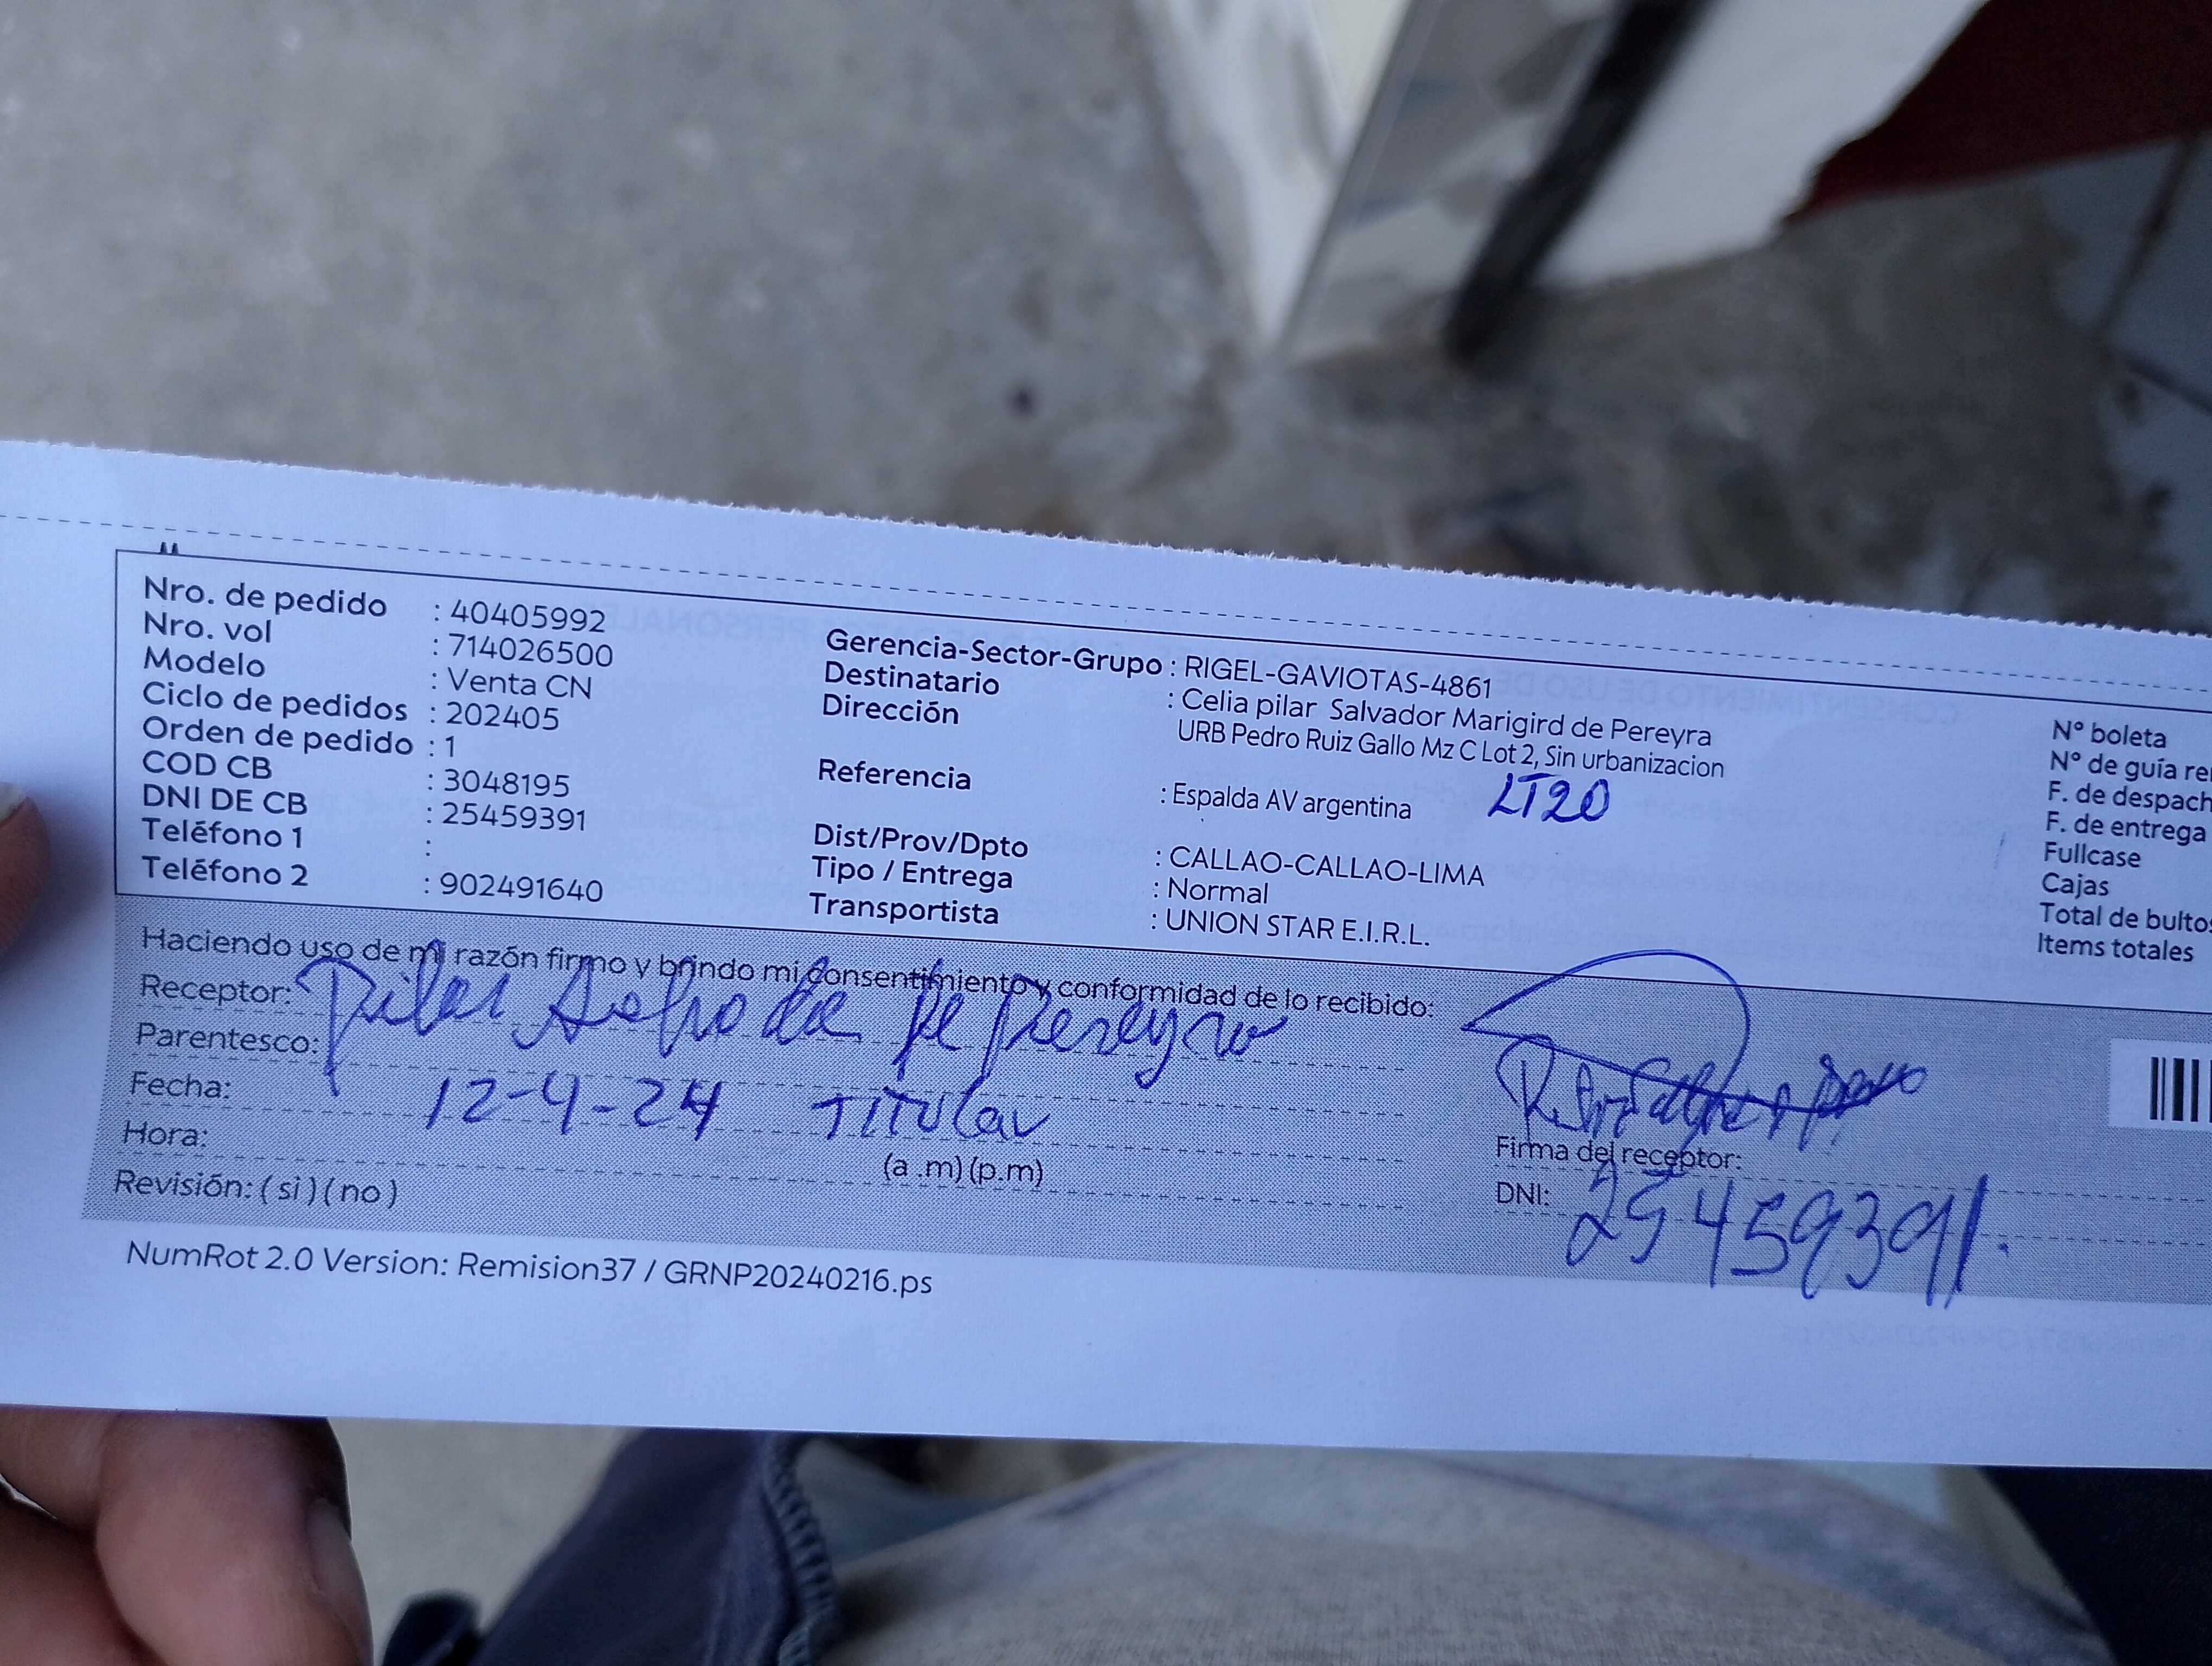 Nro. de pedido : 40405992
Nro. vol : 714026500
Modelo : Venta CN
Ciclo de pedidos : 202405
Orden de pedido : 1
COD CB : 3048195
DNI DE CB : 25459391
Teléfono 1 :
Teléfono 2 : 902491640
Gerencia-Sector-Grupo : RIGEL-GAVIOTAS-4861
Destinatario : Celia pilar Salvador Marigird de Pereyra
Dirección URB Pedro Ruiz Gallo Mz C Lot 2, Sin urbanizacion
Referencia : Espalda AV argentina LT20
Dist/Prov/Dpto : CALLAO-CALLAO-LIMA
Tipo / Entrega : Normal
Transportista : UNION STAR E.I.R.L.
N° boleta
N° de guía
F. de despach
F. de entrega
Fullcase
Cajas
Total de bultos
Items totales
Haciendo uso de mi razón firmo y brindo mi consentimiento y conformidad de lo recibido:
Receptor: Pilar de Pereyra
Parentesco:
Fecha: 12-4-24 TITULar
Hora: (a .m) (p.m)
Revisión: ( si ) ( no )
Firma del receptor:
DNI: 25459391.
NumRot 2.0 Version: Remision37 / GRNP20240216.ps